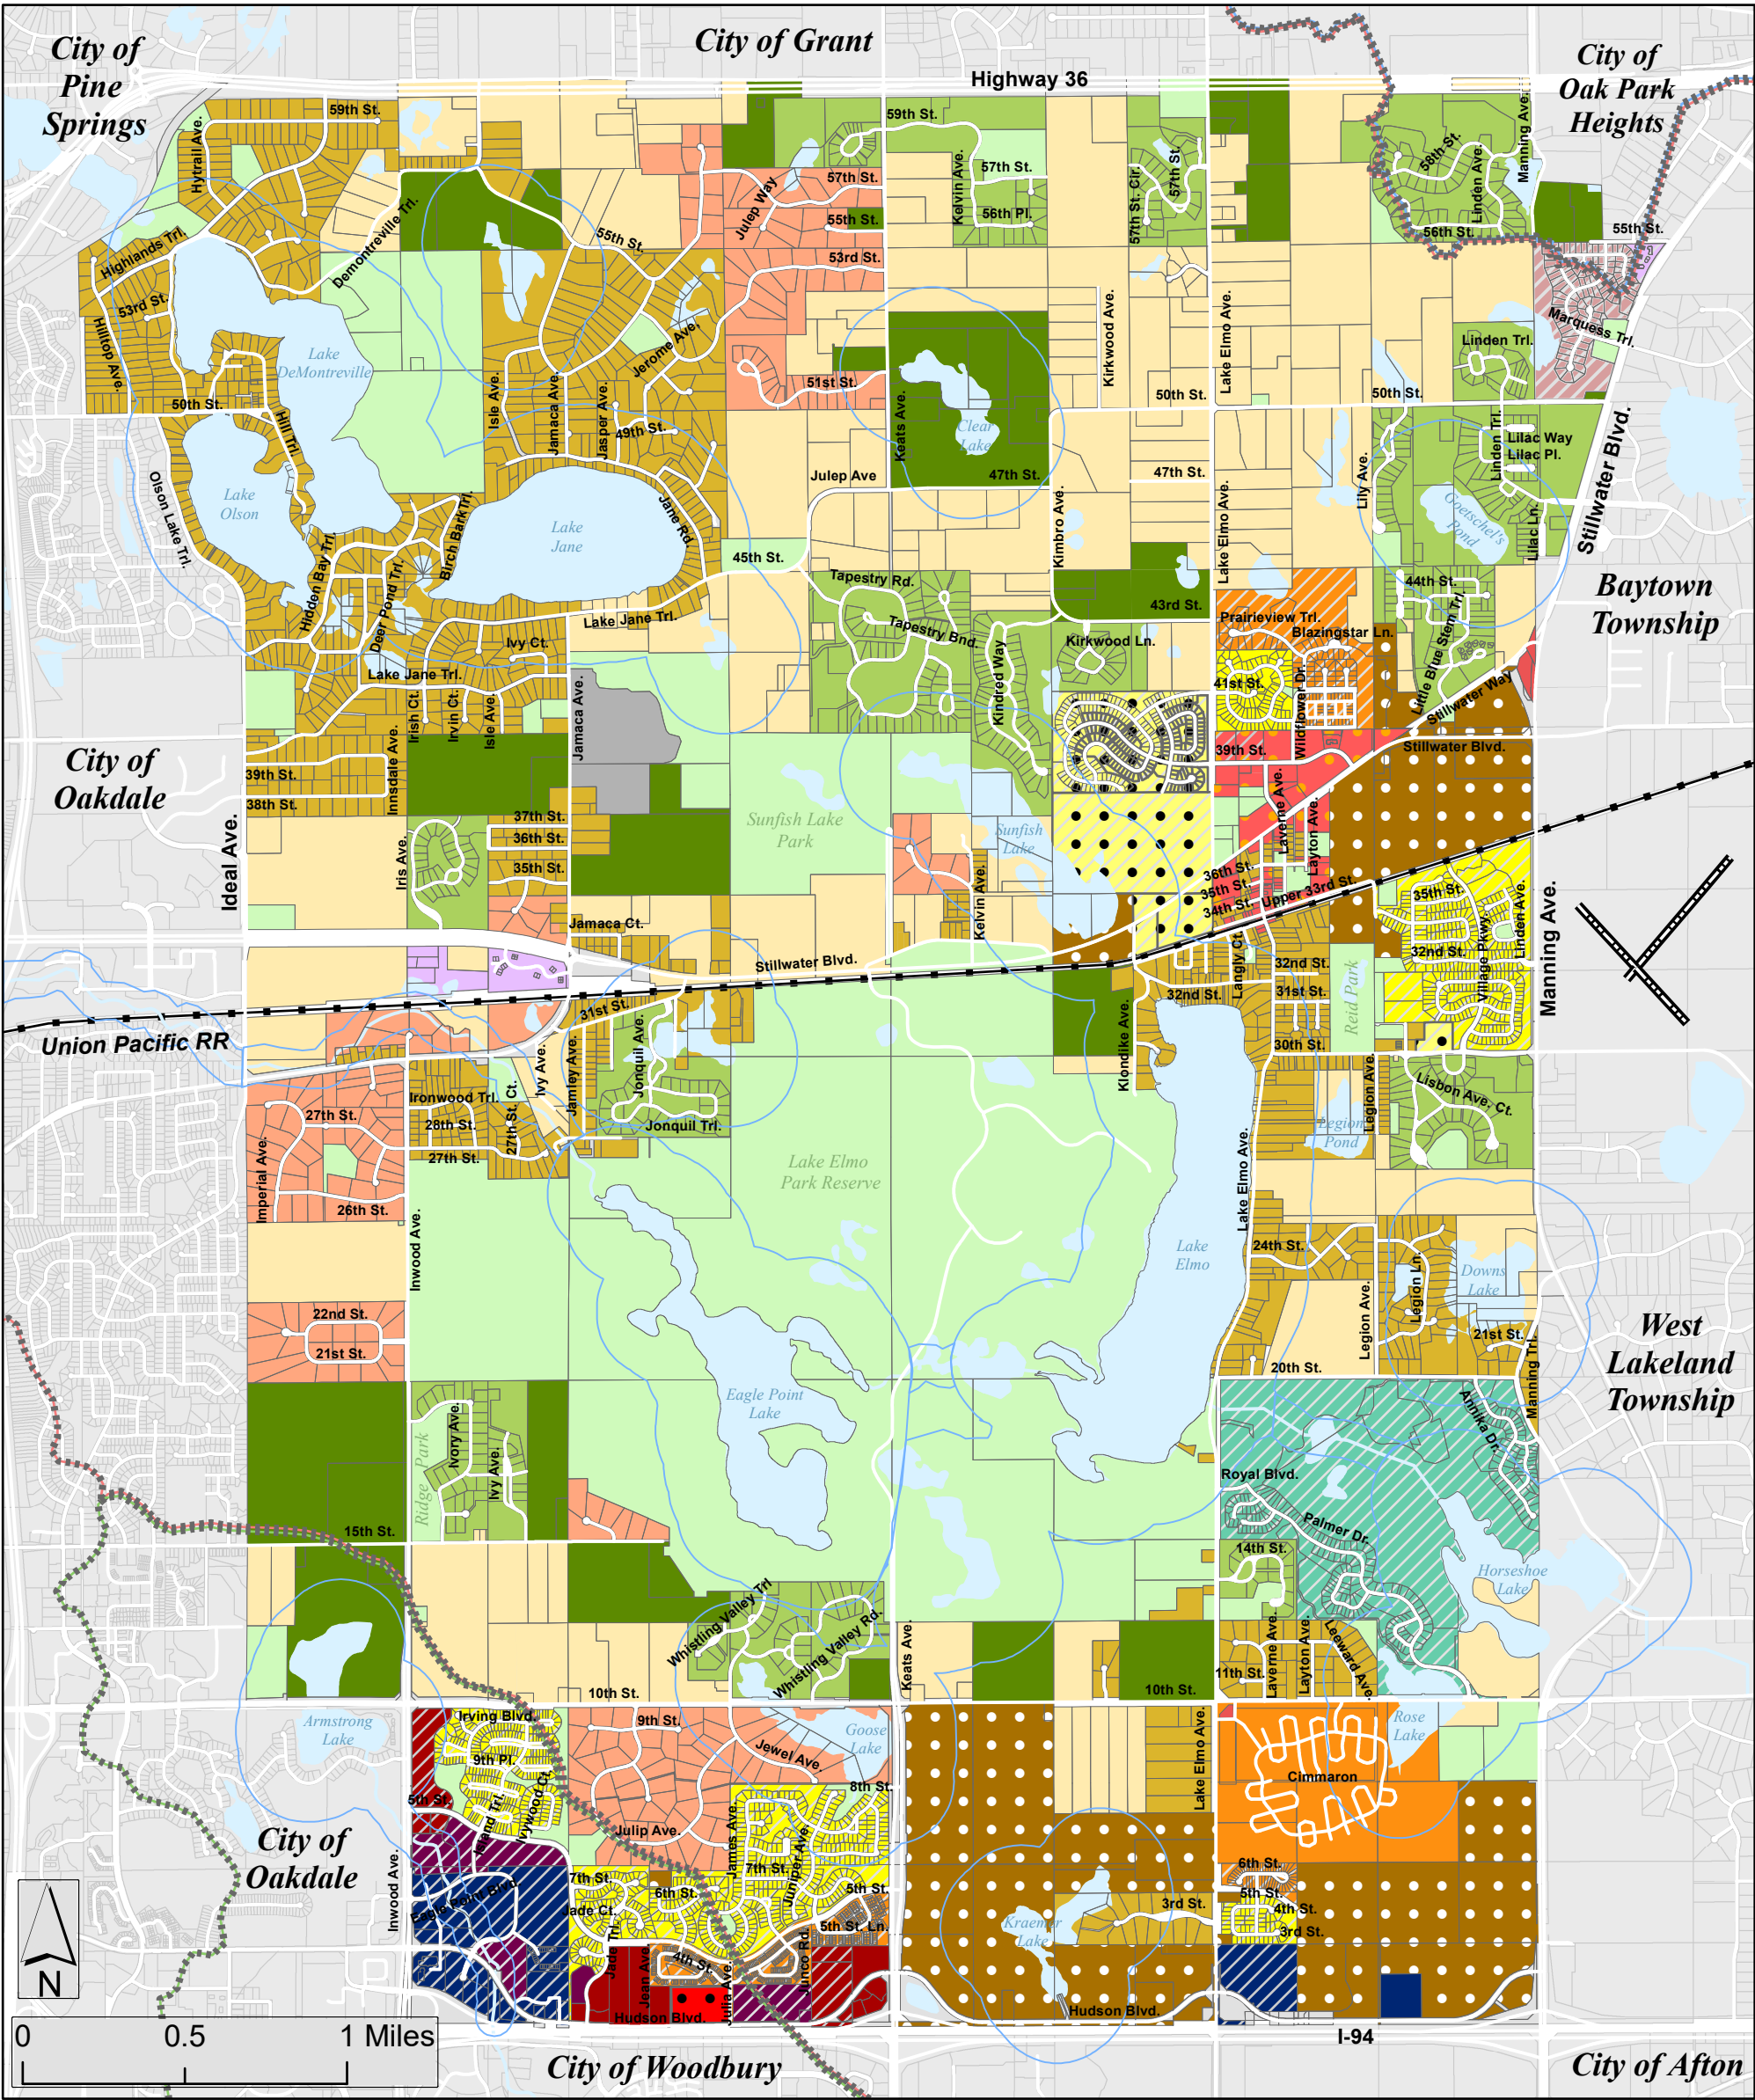 City of
Pine
Springs
City of Grant
City of
Oak Park
Heights
Highway 36
59th St.
Hytrail Ave.
59th St.
Manning Ave.
58th St.
Linden Ave.
57th St.
57th St. Cir.
Kelvin Ave.
57th St.
56th Pl.
57th St.
Julep Way
55th St.
56th St.
55th St.
Demontreville Trl.
Highlands Trl.
55th St.
53rd St.
53rd St.
Hilltop Ave.
Lake
DeMontreville
Jerome Ave.
Kirkwood Ave.
Lake Elmo Ave.
Marquess Trl.
Linden Trl.
51st St.
50th St.
50th St.
50th St.
Isle Ave.
Jamaca Ave.
Jasper Ave.
49th St.
Hill Trl.
Keats Ave.
Clear
Lake
47th St.
47th St.
Julep Ave
Linden Trl.
Lilac Way
Lilac Pl.
Stillwater Blvd.
Lily Ave.
Olson Lake Trl.
Lake
Olson
Lake
Jane
Jane Rd.
Birch Bark Trl.
Kimbro Ave.
Lake Elmo Ave.
Goetschel's
Pond
Lilac Ln.
Hidden Bay Trl.
Deer Pond Trl.
45th St.
Tapestry Rd.
44th St.
43rd St.
Baytown
Township
Lake Jane Trl.
Tapestry Bnd.
Prairieview Trl.
Blazingstar Ln.
Little Blue Stem Trl.
Kirkwood Ln.
Ivy Ct.
Lake Jane Trl.
Kindred Way
41st St.
Wildflower Dr.
Stillwater Way
Irish Ct.
Irvin Ct.
Isle Ave.
Jamaca Ave.
Innsdale Ave.
39th St.
Stillwater Blvd.
City of
Oakdale
39th St.
38th St.
37th St.
36th St.
35th St.
Iris Ave.
Ideal Ave.
Sunfish Lake
Park
Sunfish
Lake
Laverne Ave.
Layton Ave.
36th St.
35th St.
34th St.
Upper 33rd St.
35th St.
Linden Ave.
Village Pkwy.
32nd St.
Manning Ave.
Kelvin Ave.
Jamaca Ct.
Stillwater Blvd.
Langly Ct.
32nd St.
32nd St.
31st St.
Reid Park
30th St.
31st St.
Union Pacific RR
Ivy Ave.
Jamley Ave.
Jonquil Ave.
Klondike Ave.
Legion Ave.
Lisbon Ave. Ct.
Ironwood Trl.
27th St.
28th St.
27th St. Ct.
27th St.
Jonquil Trl.
Legion
Pond
Imperial Ave.
26th St.
Inwood Ave.
Lake Elmo
Park Reserve
Lake
Elmo
Lake Elmo Ave.
24th St.
Legion Ln.
Downs
Lake
Legion Ave.
21st St.
Manning Trl.
20th St.
West
Lakeland
Township
22nd St.
21st St.
Eagle Point
Lake
Annika Dr.
Ridge Park
Ivory Ave.
Ivy Ave.
Royal Blvd.
Palmer Dr.
15th St.
14th St.
Horseshoe
Lake
Whistling Valley Trl
Whistling Valley Rd.
Keats Ave.
Laverne Ave.
Layton Ave.
Leeward Ave.
11th St.
10th St.
10th St.
Armstrong
Lake
Irving Blvd.
9th St.
Goose
Lake
Jewel Ave.
Rose
Lake
9th Pl.
8th St.
Cimmaron
Lake Elmo Ave.
5th St.
Island Trl.
Ivywood Ct.
Julip Ave.
James Ave.
Juniper Ave.
City of
Oakdale
7th St.
7th St.
6th St.
5th St.
6th St.
5th St.
4th St.
3rd St.
3rd St.
Inwood Ave.
Eagle Point Blvd.
Jade Ct.
Jade Trl.
5th St. Ln.
Kraemer
Lake
4th St.
Jean Ave.
Julia Ave.
Junco Rd.
Hudson Blvd.
Hudson Blvd.
I-94
N
0 0.5 1 Miles
City of Woodbury
City of Afton